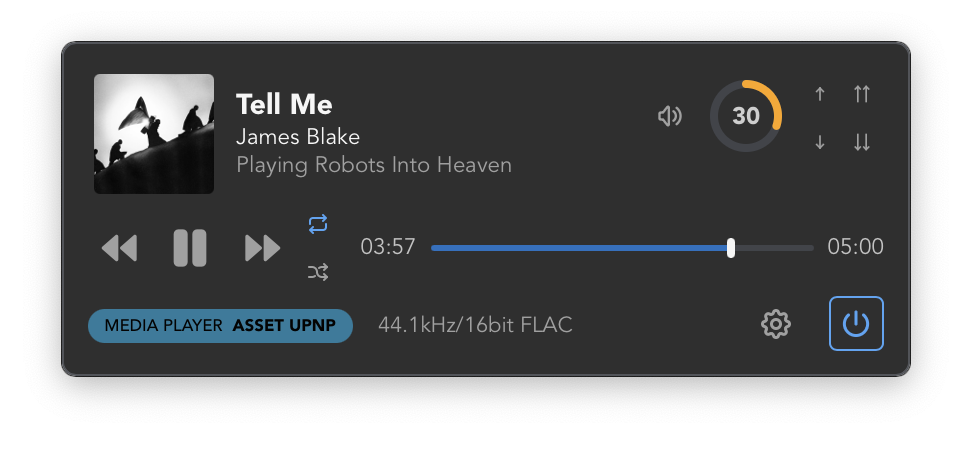 Tell Me
James Blake
Playing Robots Into Heaven
30
03:57
05:00
MEDIA PLAYER ASSET UPNP
44.1kHz/16bit FLAC